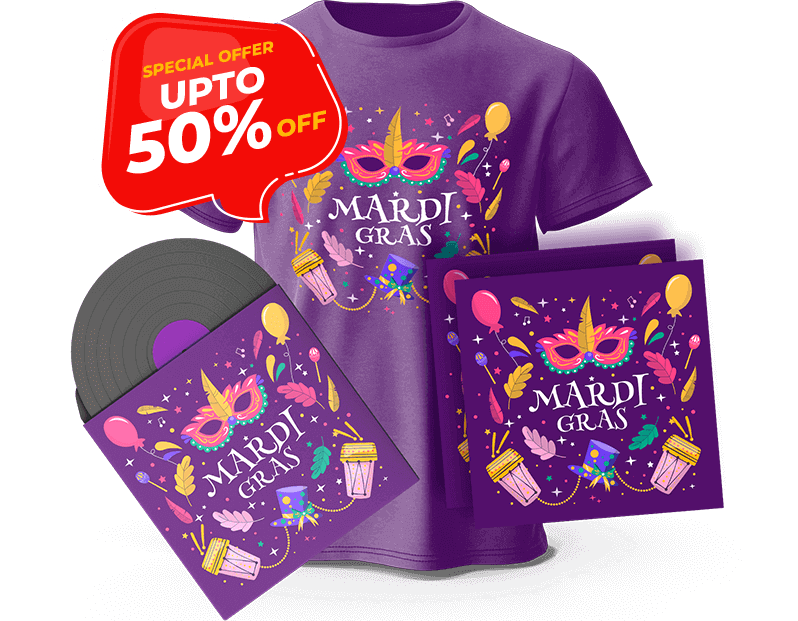 SPECIAL OFFER
UPTO
50% OFF
MARDI
GRAS
MARDI
GRAS
MARDI
GRAS